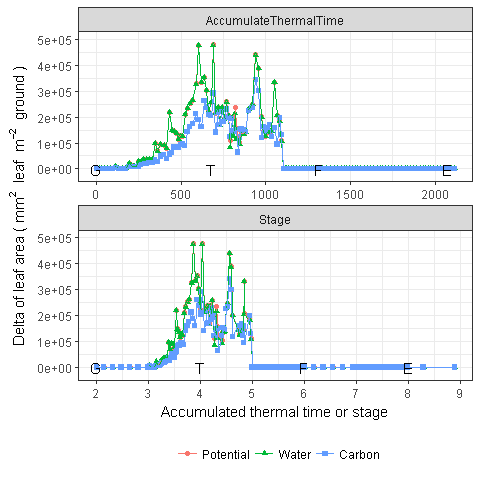 AccumulateThermalTime
5e+05
4e+05
3e+05
2e+05
1e+05
0e+00
G T F E
0 500 1000 1500 2000
Stage
5e+05
4e+05
3e+05
2e+05
1e+05
0e+00
G T F E
2 3 4 5 6 7 8 9
Delta of leaf area ( mm² leaf m⁻² ground )
Accumulated thermal time or stage
Potential Water Carbon